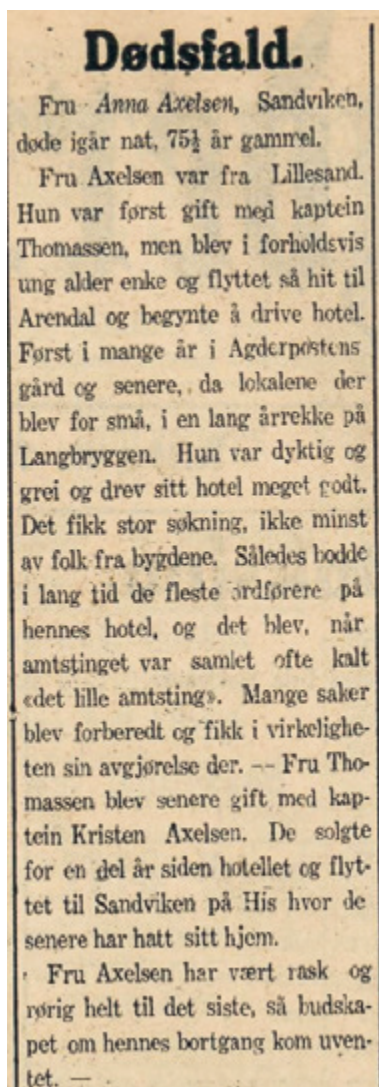 Dødsfald.
Fru Anna Axelsen, Sandviken,
døde igår nat, 75½ år gammel.
Fru Axelsen var fra Lillesand.
Hun var først gift med kaptein
Thomassen, men blev i forholdsvis
ung alder enke og flyttet så hit til
Arendal og begynte å drive hotel.
Først i mange år i Agderpostens
gård og senere, da lokalene der
blev for små, i en lang årrekke på
Langbryggen. Hun var dyktig og
grei og drev sitt hotel meget godt.
Det fikk stor søkning, ikke minst
av folk fra bygdene. Således bodde
i lang tid de fleste ordførere på
hennes hotel, og det blev, når
amtstinget var samlet ofte kalt
«det lille amtsting». Mange saker
blev forberedt og fikk i virkelighe-
ten sin avgjørelse der. — Fru Tho-
massen blev senere gift med kap-
tein Kristen Axelsen. De solgte
for en del år siden hotellet og flyt-
tet til Sandviken på His hvor de
senere har hatt sitt hjem.
Fru Axelsen har vært rask og
rørig helt til det siste, så budska-
pet om hennes bortgang kom uven-
tet. —